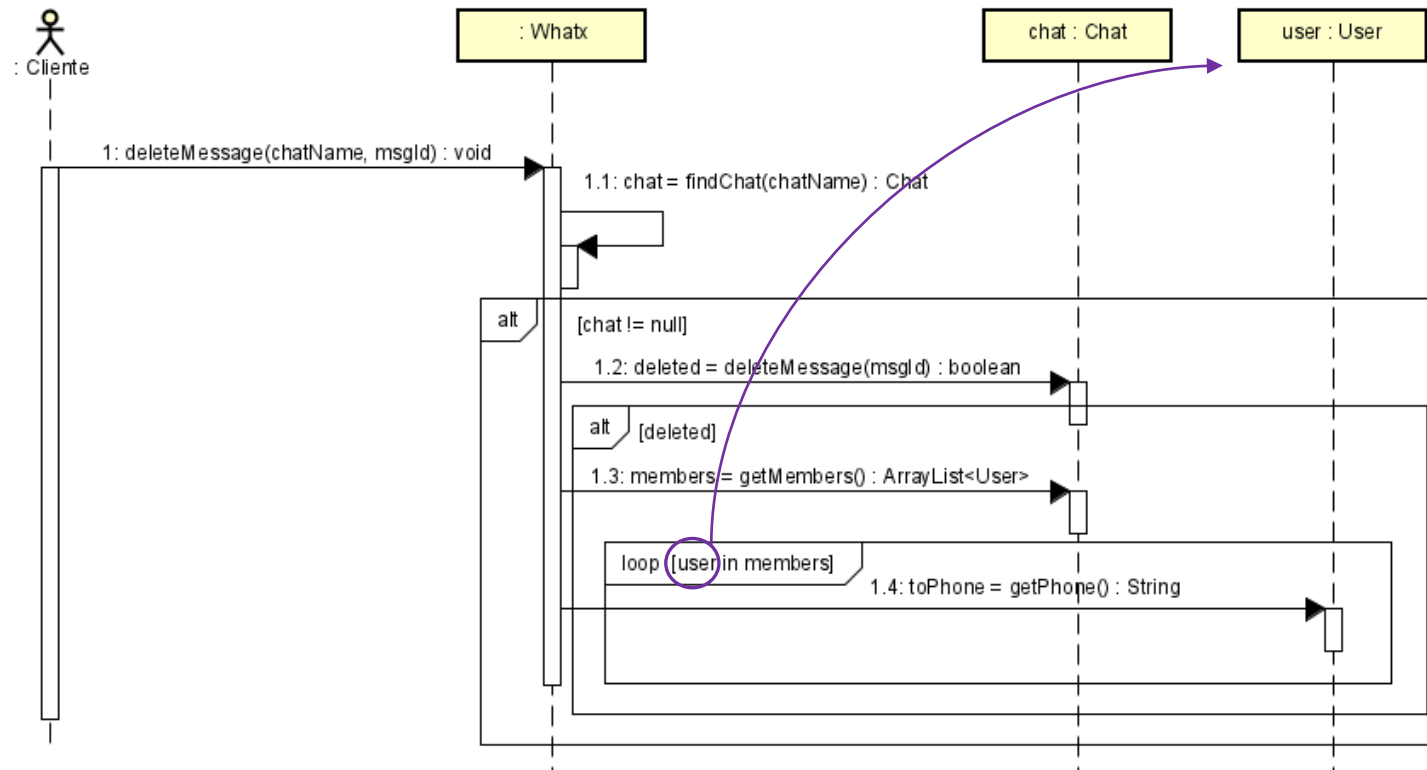 : Cliente
: Whatx
chat : Chat
user : User
1: deleteMessage(chatName, msgId) : void
1.1: chat = findChat(chatName) : Chat
alt
[chat != null]
1.2: deleted = deleteMessage(msgId) : boolean
alt
[deleted]
1.3: members = getMembers() : ArrayList<User>
loop [user in members]
1.4: toPhone = getPhone() : String